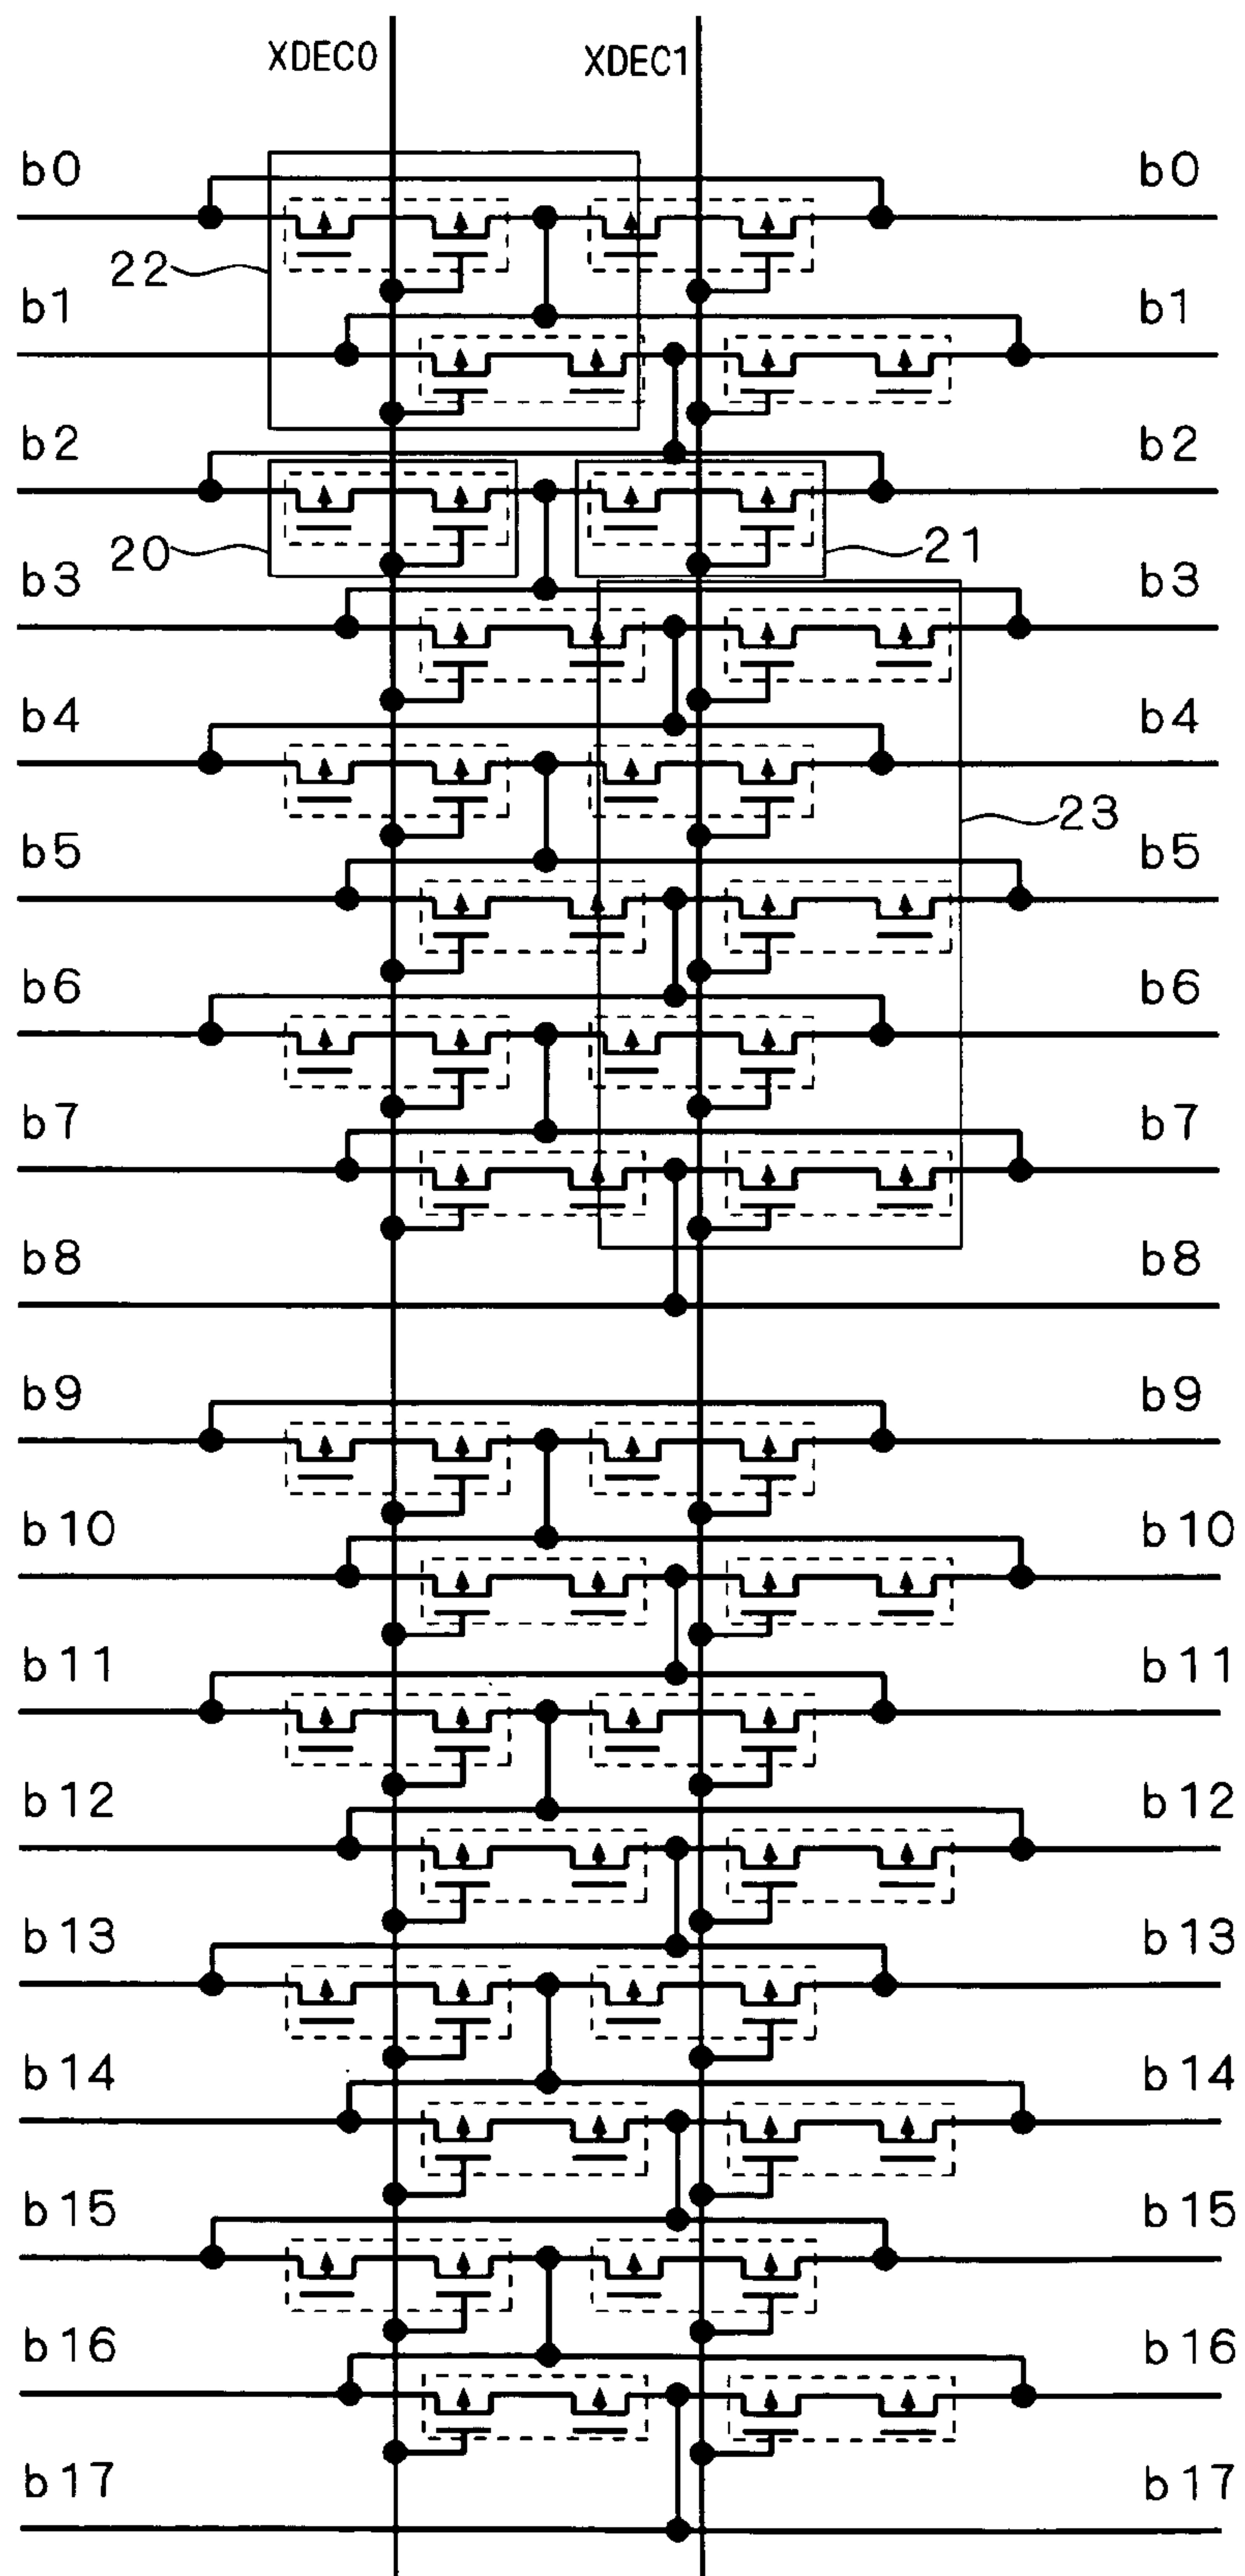 XDEC0 XDEC1
b0 b0
22
b1 b1
b2 b2
20 21
b3 b3
b4 b4
23
b5 b5
b6 b6
b7 b7
b8 b8
b9 b9
b10 b10
b11 b11
b12 b12
b13 b13
b14 b14
b15 b15
b16 b16
b17 b17